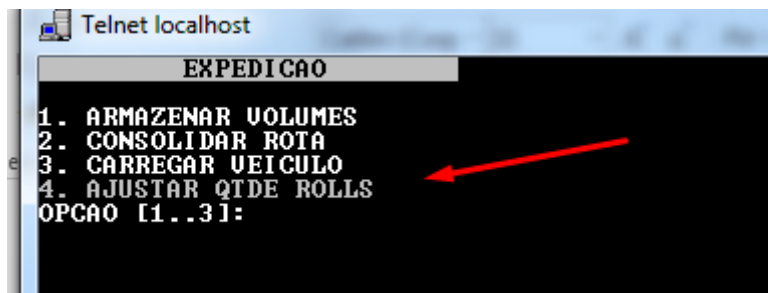 Telnet localhost
EXPEDICAO
1. ARMAZENAR VOLUMES
2. CONSOLIDAR ROTA
3. CARREGAR VEICULO
4. AJUSTAR QTDE ROLLS
OPCAO [1..3]: